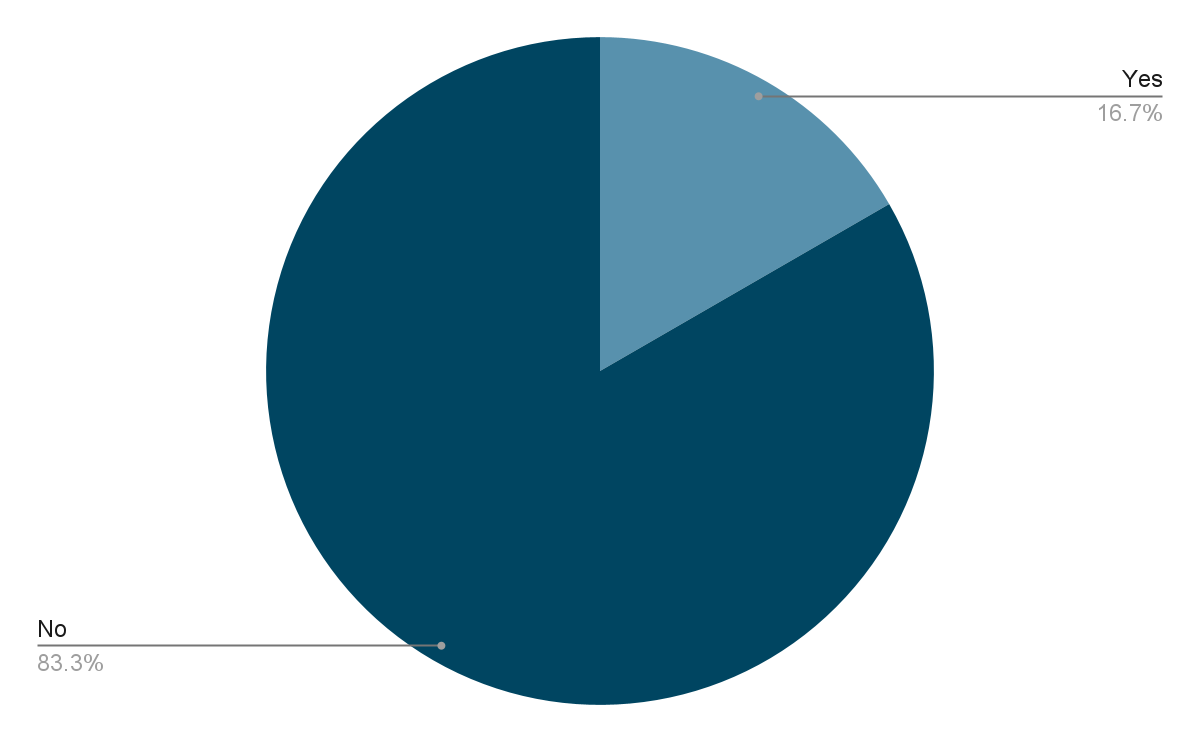 Yes
16.7%
No
83.3%